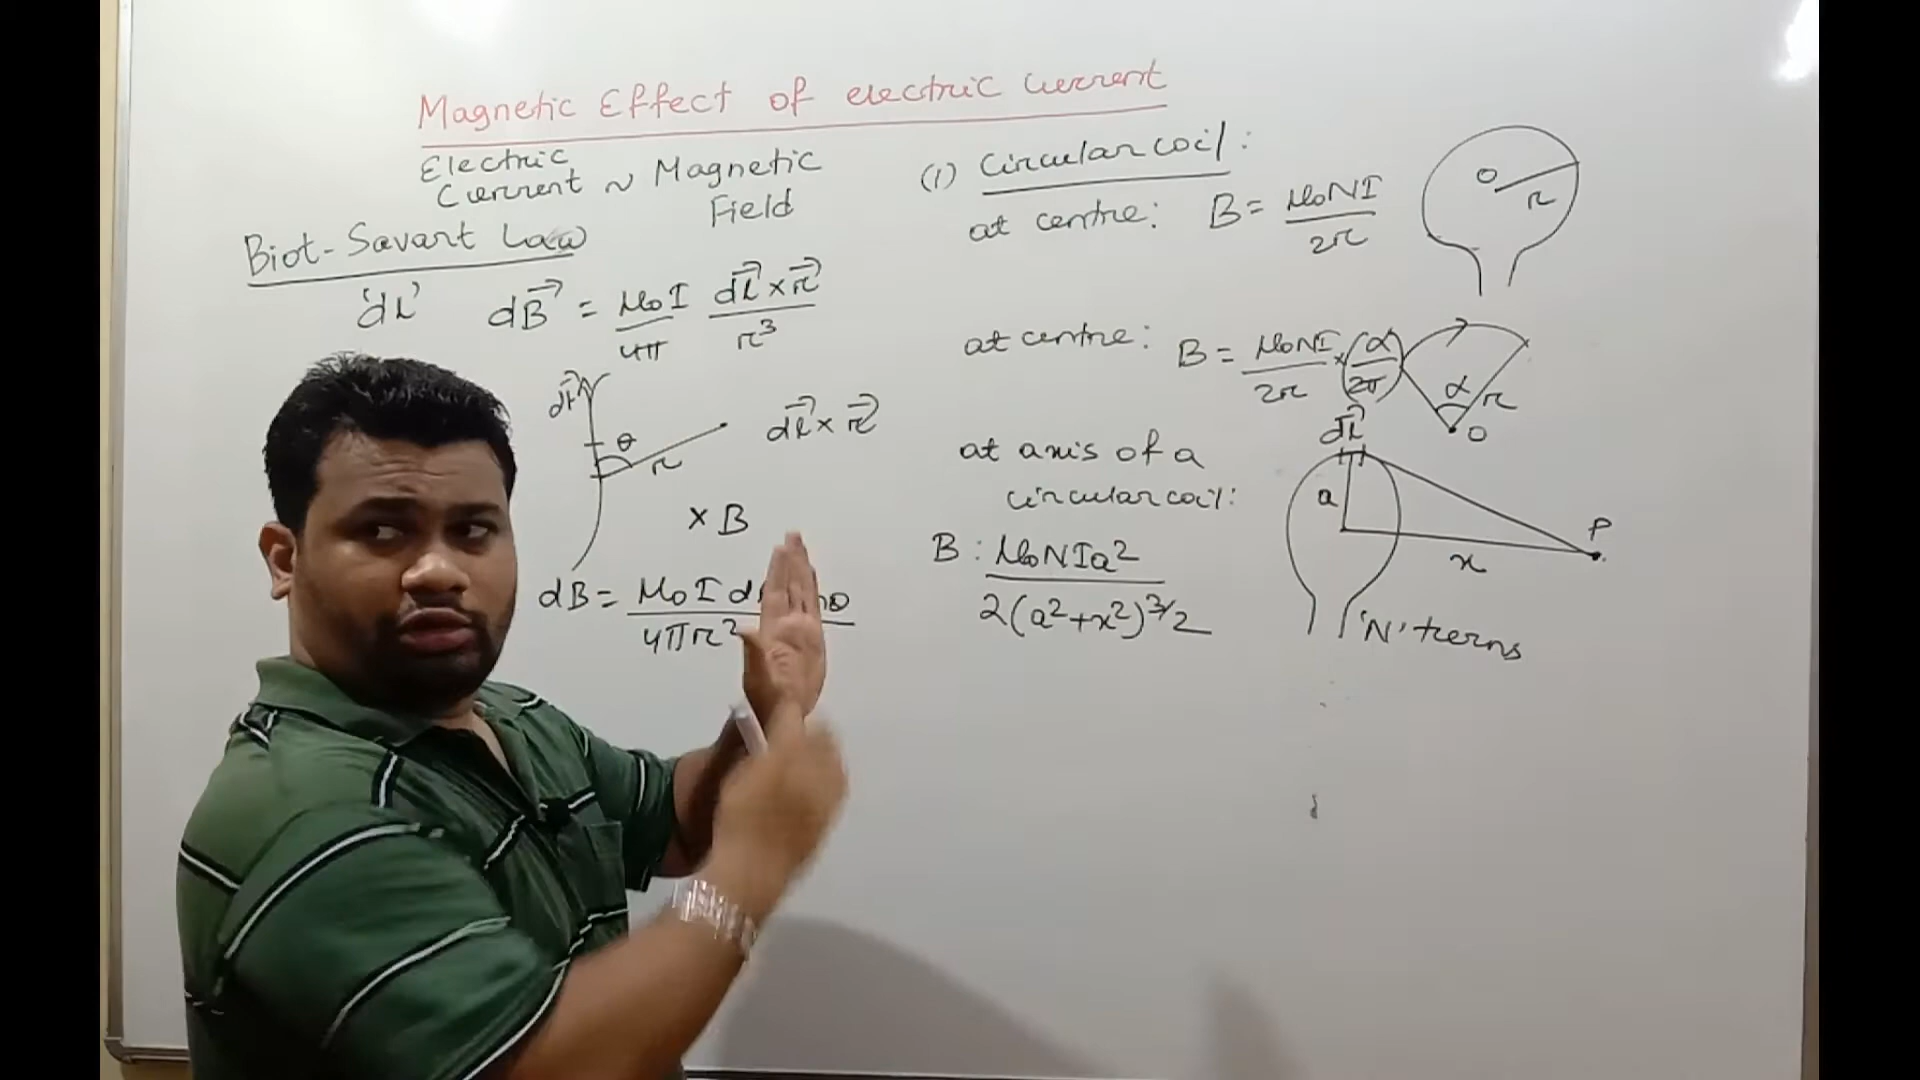 Magnetic Effect of electric current
Electric
Current ~ Magnetic
Field
Biot-Savart Law
'dl' dB⃗ = μ₀I/4π dl⃗ × r⃗/r³
dl⃗
θ
r
dl⃗ × r⃗
× B
dB = μ₀ I d θ/4πr²
(1) Circular coil:
at centre: B = μ₀NI/2r
O
r
at centre: B = μ₀NI/2r × (α/2π)
α
r
O
at axis of a
circular coil:
B : μ₀NIa²/2(a²+x²)^3/2
dl⃗
a
x
P
'N' turns